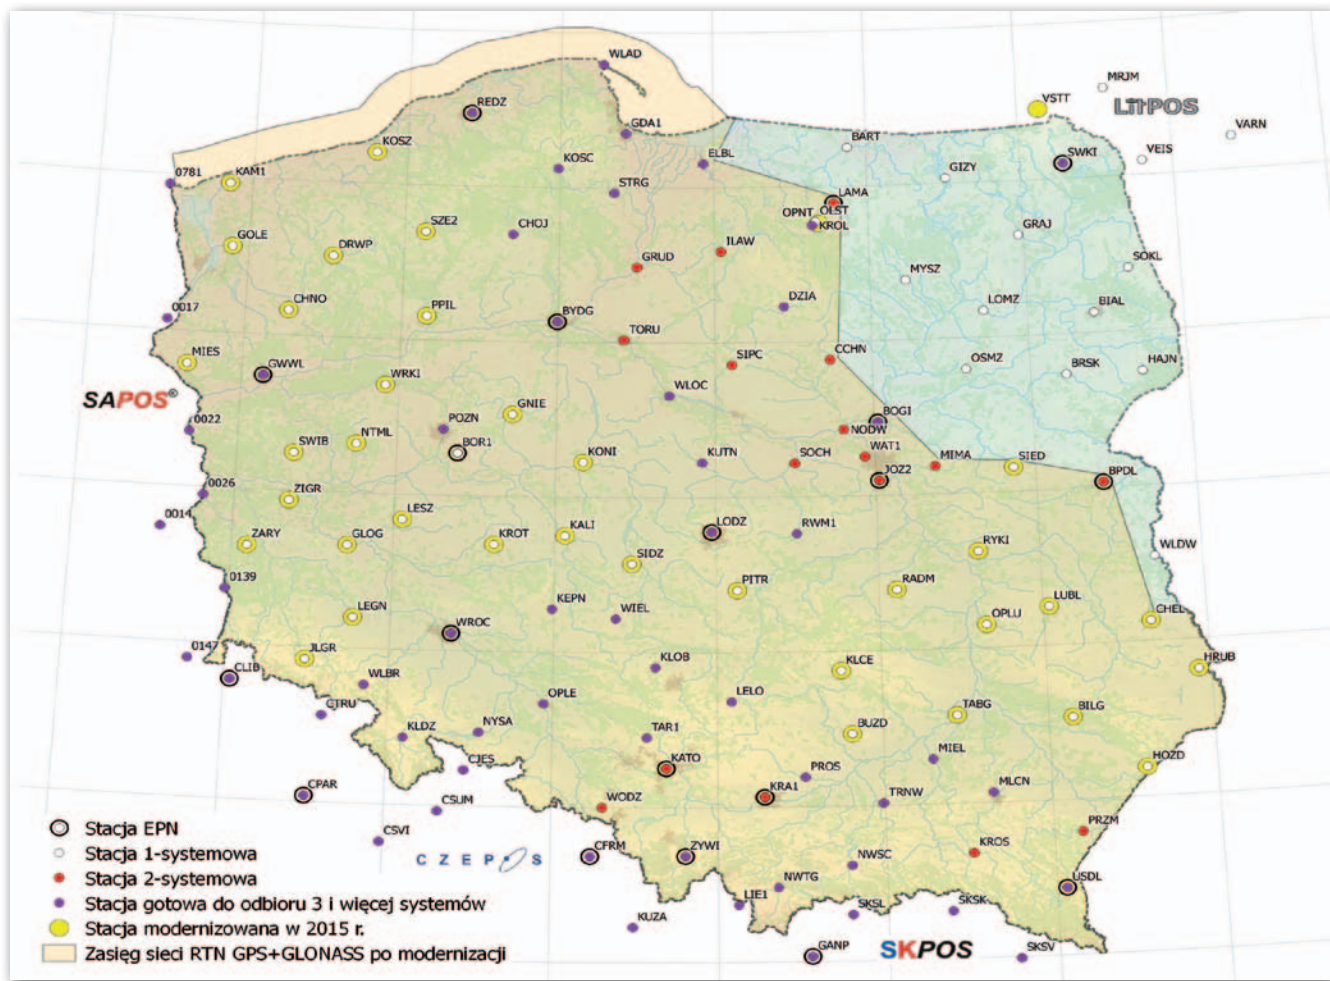 WLAD
MRJM
VSTT
LitPOS
REDZ
GDA1
VARN
KOSZ
BART
VEIS
KOSC
ELBL
SWKI
0781
KAM1
GIZY
STRG
LAMA
OPNT
OLST
SZE2
CHOJ
KROL
GRAJ
GOLE
DRWP
ILAW
GRUD
SOKL
MYSZ
CHNO
PPIL
DZIA
LOMZ
BIAL
0017
BYDG
TORU
MIES
GWWL
SIPC
CCHN
OSMZ
BRSK
HAJN
WRKI
WLOC
SAPOS®
GNIE
BOGI
0022
POZN
NODW
SWIB
NTML
BOR1
KONI
KUTN
SOCH
WAT1
MIMA
SIED
JOZ2
BPDL
0026
ZIGR
0014
LESZ
ZARY
GLOG
KROT
KALI
LODZ
RWM1
RYKI
WLDW
SIDZ
0139
PITR
RADM
LEGN
KEPN
WIEL
OPLU
LUBL
CHEL
WROC
0147
JLGR
CLIB
WLBR
KLOB
KLCE
HRUB
CTRU
OPLE
LELO
TABG
BILG
KLDZ
NYSA
TAR1
BUZD
CJES
KATO
PROS
MIEL
HOZD
CPAR
CSUM
WODZ
KRA1
TRNW
MLCN
PRZM
Stacja EPN
CSVI
CZEPOS
CFRM
ZYWI
NWSC
KROS
Stacja 1-systemowa
Stacja 2-systemowa
LIE1
NWTG
USDL
Stacja gotowa do odbioru 3 i więcej systemów
KUZA
SKSL
SKSK
Stacja modernizowana w 2015 r.
GANP
SKPOS
SKSV
Zasięg sieci RTN GPS+GLONASS po modernizacji